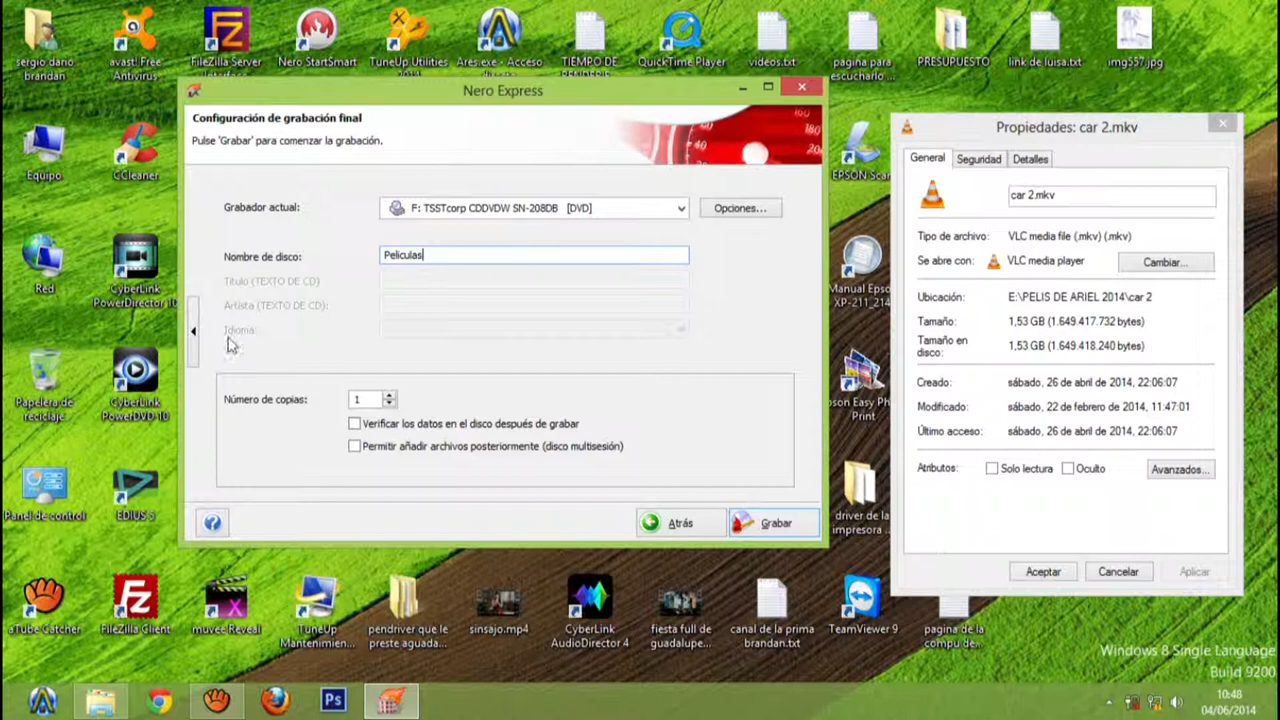 sergio dario
brandan
avast! Free
Antivirus
FileZilla Server
Interface
Nero StartSmart
TuneUp Utilities
2014
Ares.exe - Acceso
directo
TIEMPO DE
RENDERIE
QuickTime Player
videos.txt
pagina para
escucharlo ...
PRESUPUESTO
link de luisa.txt
img557.jpg
Nero Express
Configuración de grabación final
Pulse 'Grabar' para comenzar la grabación.
Grabador actual:
F: TSSTcorp CDDVDW SN-208DB [DVD]
Opciones...
Nombre de disco:
Peliculas
Título (TEXTO DE CD)
Artista (TEXTO DE CD):
Idioma:
Número de copias:
1
Verificar los datos en el disco después de grabar
Permitir añadir archivos posteriormente (disco multisesión)
Atrás
Grabar
Propiedades: car 2.mkv
General
Seguridad
Detalles
car 2.mkv
Tipo de archivo:
VLC media file (.mkv) (.mkv)
Se abre con:
VLC media player
Cambiar...
Ubicación:
E:\PELIS DE ARIEL 2014\car 2
Tamaño:
1,53 GB (1.649.417.732 bytes)
Tamaño en
disco:
1,53 GB (1.649.418.240 bytes)
Creado:
sábado, 26 de abril de 2014, 22:06:07
Modificado:
sábado, 22 de febrero de 2014, 11:47:01
Último acceso:
sábado, 26 de abril de 2014, 22:06:07
Atributos:
Solo lectura
Oculto
Avanzados...
Aceptar
Cancelar
Aplicar
Equipo
CCleaner
EPSON Scan
Red
CyberLink
PowerDirector 10
Manual Epson
XP-211_214
Papelera de
reciclaje
CyberLink
PowerDVD 10
Epson Easy Photo
Print
Panel de control
EDIUS 5
driver de la
impresora ...
aTube Catcher
FileZilla Client
muvee Reveal
TuneUp
Mantenimien...
pendriver que le
preste aguada...
sinsajo.mp4
CyberLink
AudioDirector 4
fiesta full de
guadalupe...
canal de la prima
brandan.txt
TeamViewer 9
pagina de la
compu de...
Windows 8 Single Language
Build 9200
Ps
10:48
04/06/2014